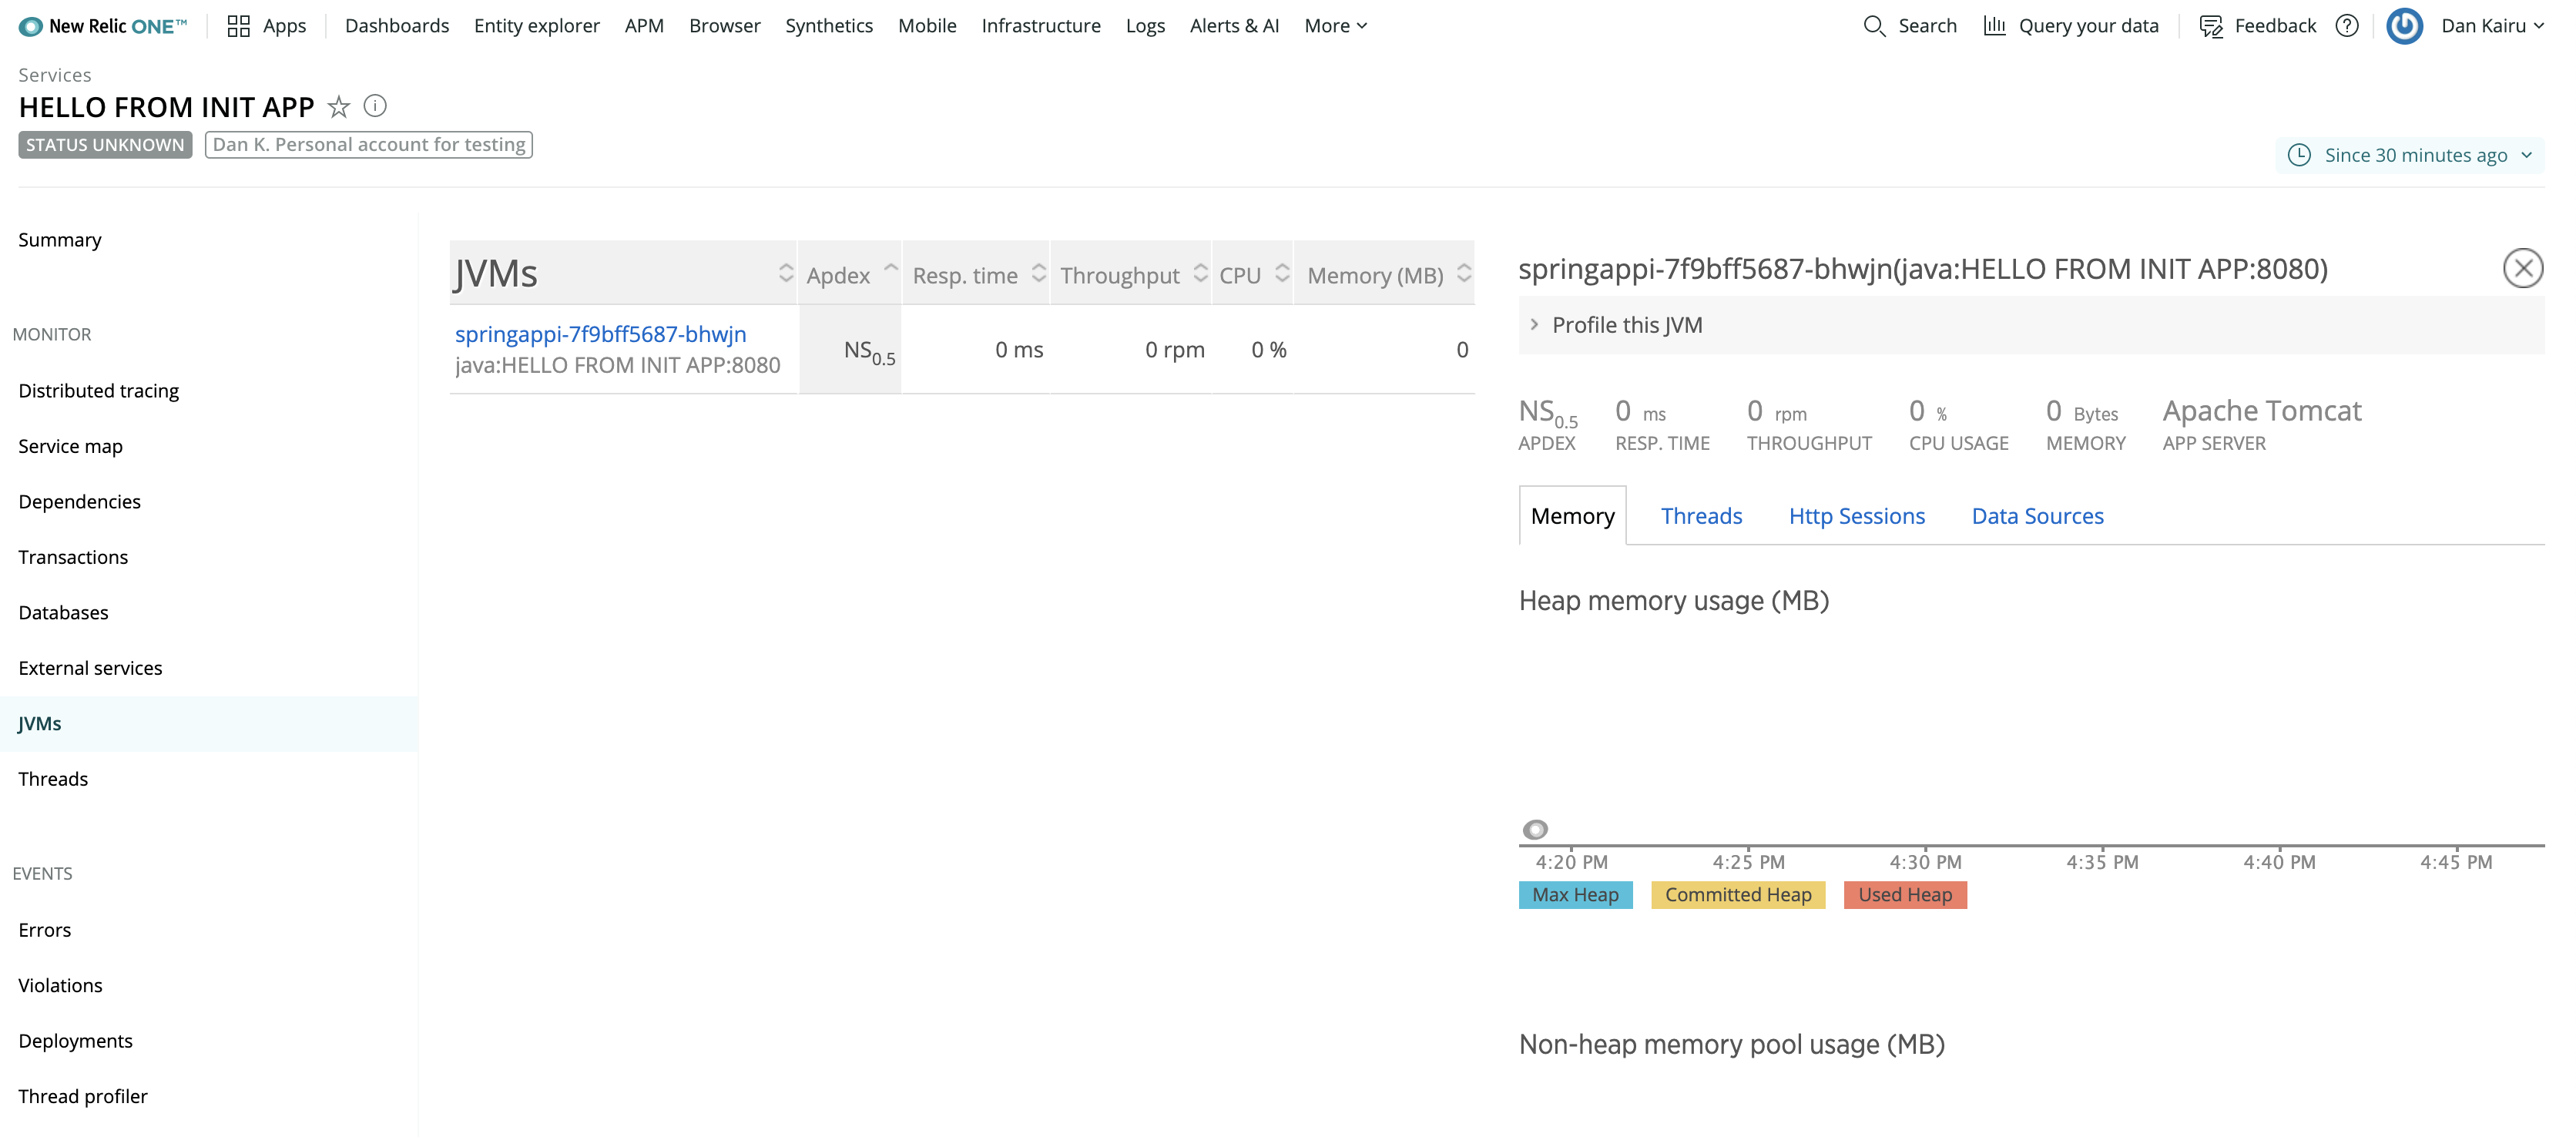 New Relic ONE™ Apps Dashboards Entity explorer APM Browser Synthetics Mobile Infrastructure Logs Alerts & AI More Search Query your data Feedback ? Dan Kairu
Services
HELLO FROM INIT APP
STATUS UNKNOWN Dan K. Personal account for testing
Since 30 minutes ago
Summary
MONITOR
Distributed tracing
Service map
Dependencies
Transactions
Databases
External services
JVMs
Threads
EVENTS
Errors
Violations
Deployments
Thread profiler
JVMs Apdex Resp. time Throughput CPU Memory (MB)
springappi-7f9bff5687-bhwjn
java:HELLO FROM INIT APP:8080
NS0.5 0 ms 0 rpm 0 % 0
springappi-7f9bff5687-bhwjn(java:HELLO FROM INIT APP:8080)
Profile this JVM
NS0.5 0 ms 0 rpm 0 % 0 Bytes Apache Tomcat
APDEX RESP. TIME THROUGHPUT CPU USAGE MEMORY APP SERVER
Memory Threads Http Sessions Data Sources
Heap memory usage (MB)
4:20 PM 4:25 PM 4:30 PM 4:35 PM 4:40 PM 4:45 PM
Max Heap Committed Heap Used Heap
Non-heap memory pool usage (MB)